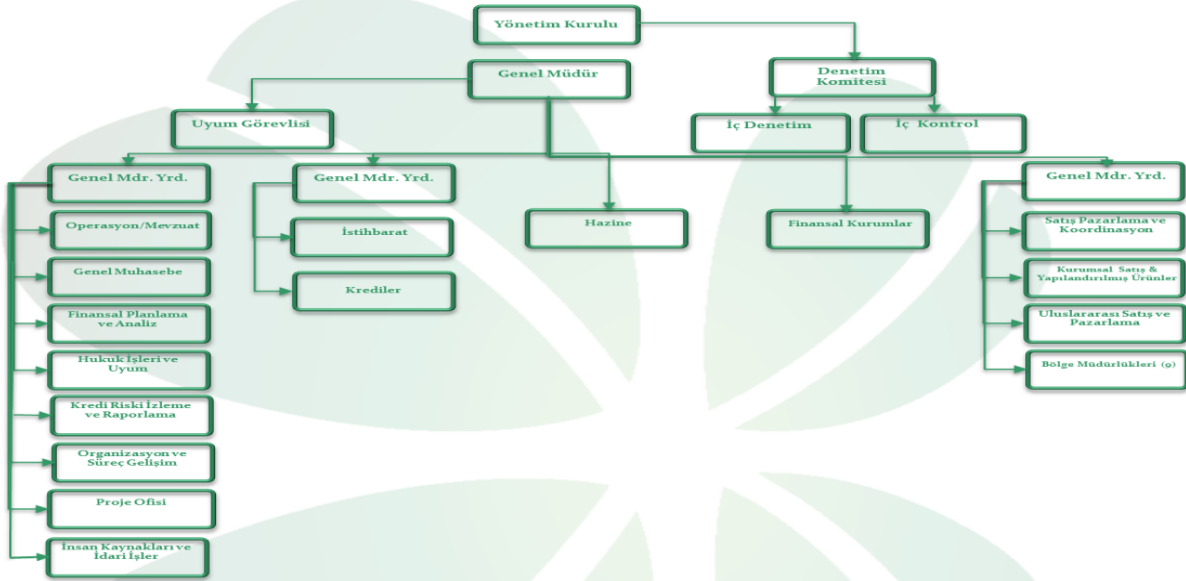 Yönetim Kurulu
Genel Müdür
Denetim
Komitesi
Uyum Görevlisi
İç Denetim
İç Kontrol
Genel Mdr. Yrd.
Genel Mdr. Yrd.
Genel Mdr. Yrd.
Operasyon/Mevzuat
Genel Muhasebe
Finansal Planlama
ve Analiz
Hukuk İşleri ve
Uyum
Kredi Riski İzleme
ve Raporlama
Organizasyon ve
Süreç Gelişim
Proje Ofisi
İnsan Kaynakları ve
İdari İşler
İstihbarat
Krediler
Hazine
Finansal Kurumlar
Satış Pazarlama ve
Koordinasyon
Kurumsal Satış &
Yapılandırılmış Ürünler
Uluslararası Satış ve
Pazarlama
Bölge Müdürlükleri (9)